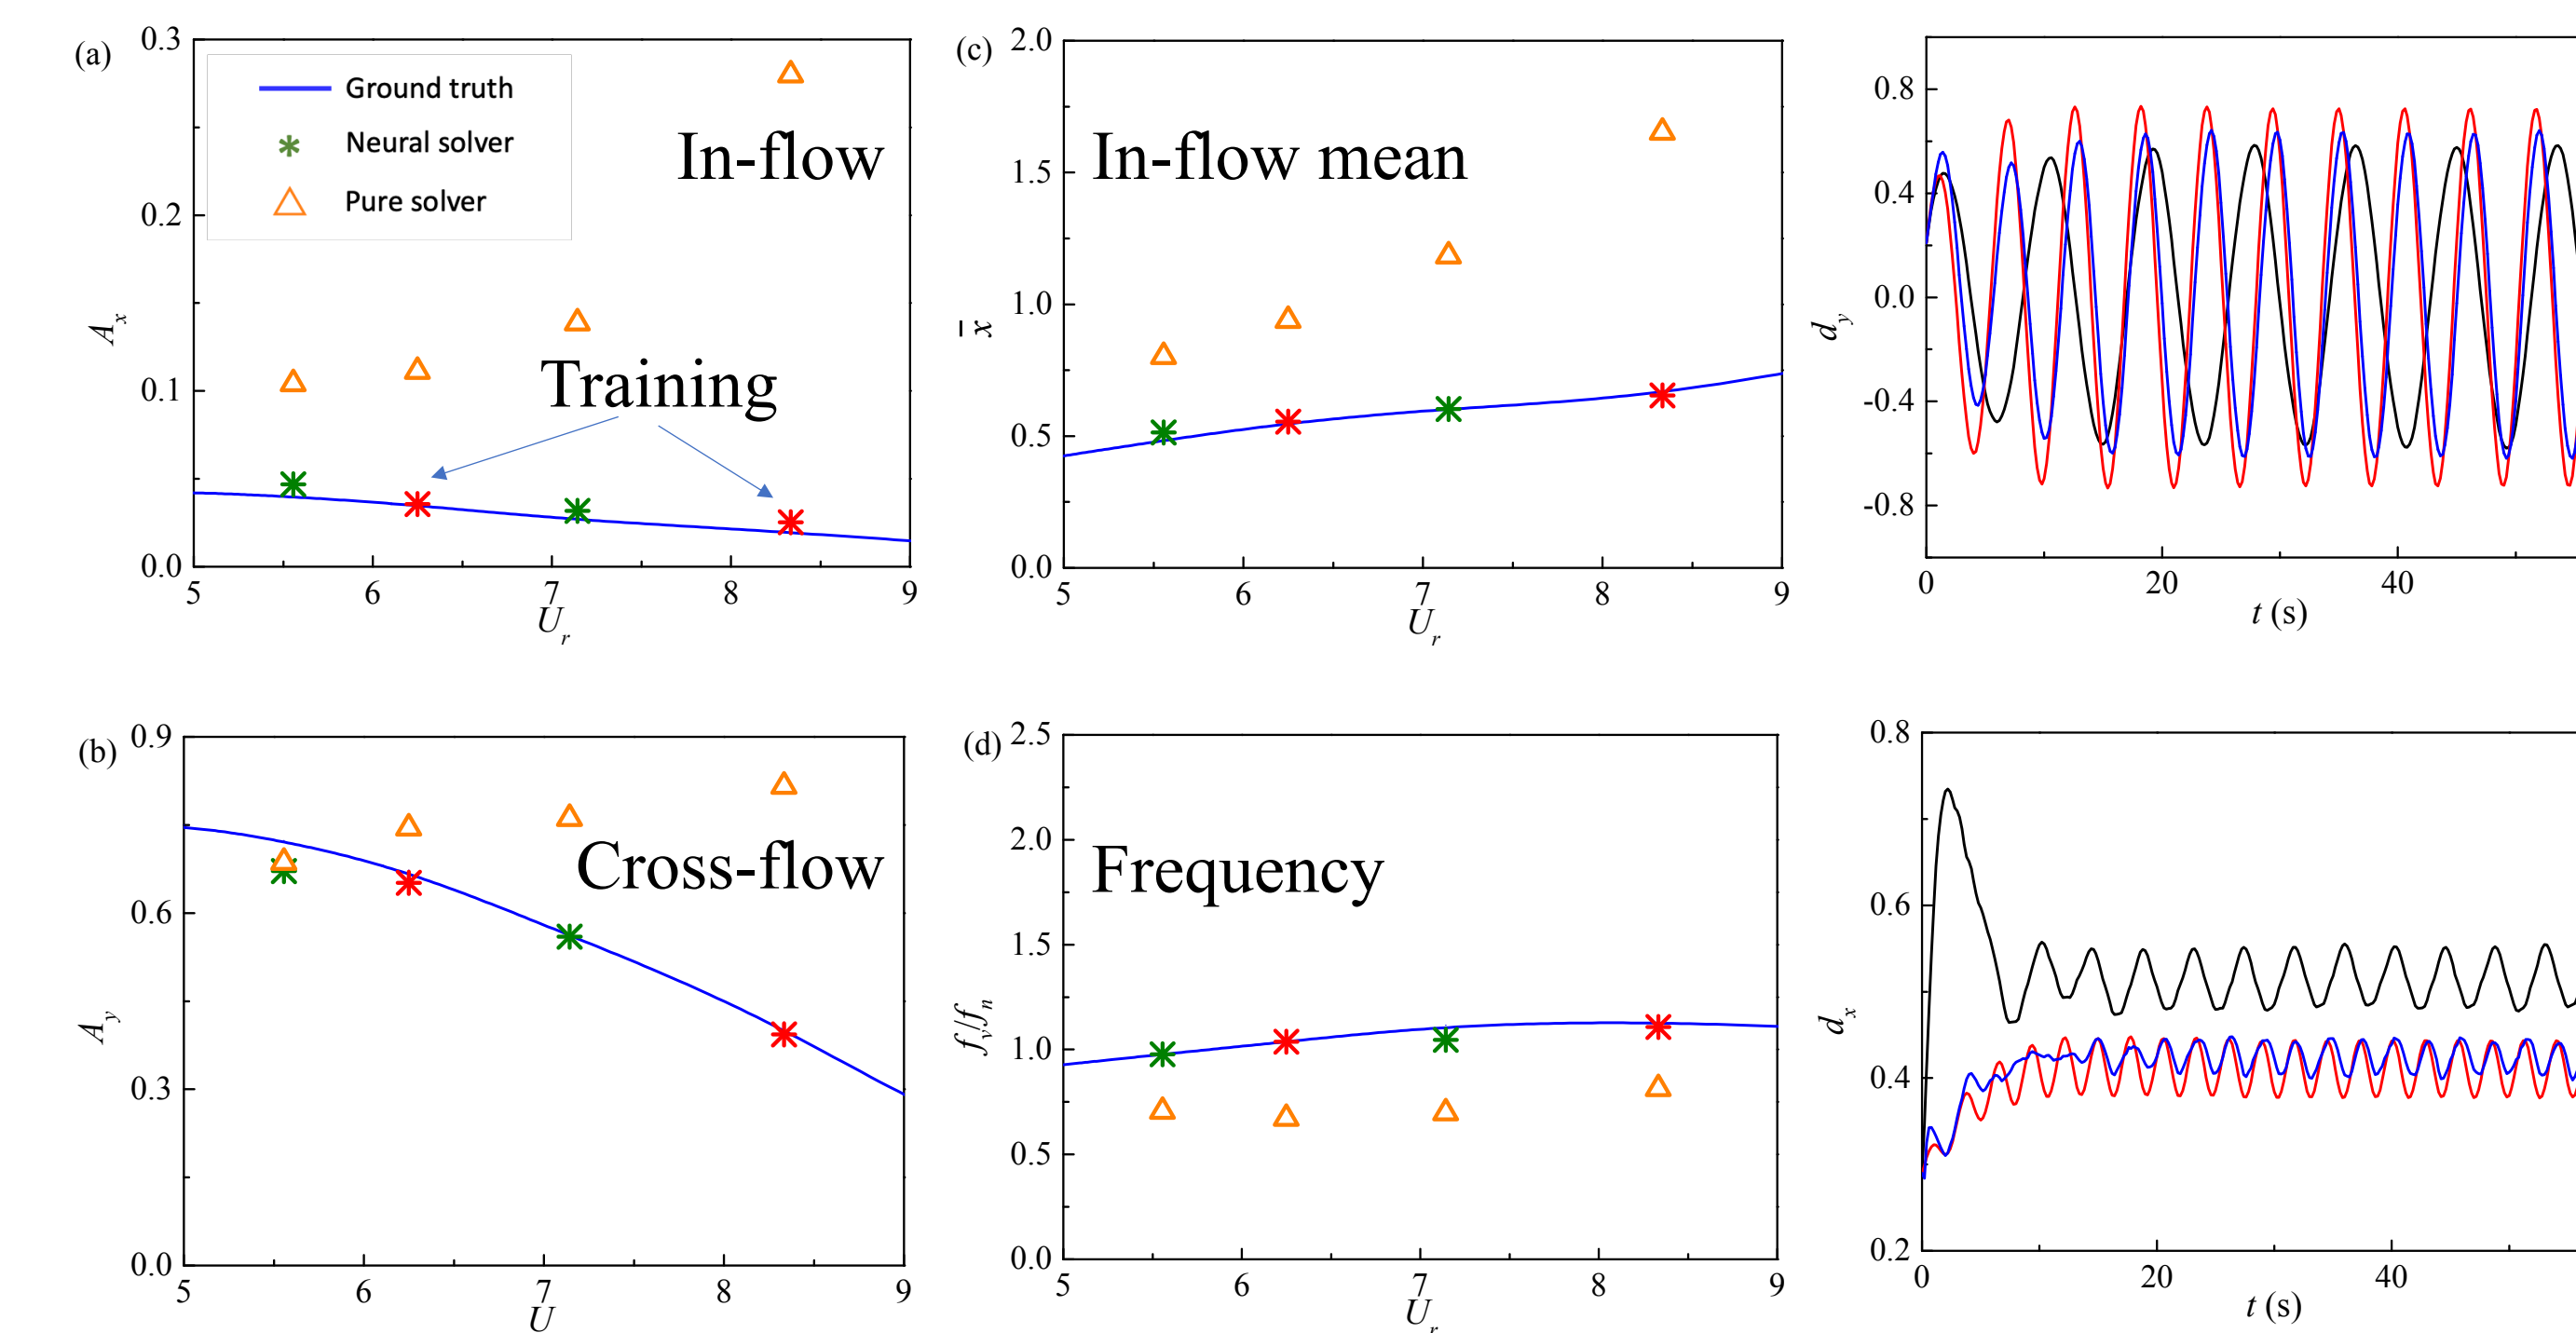 (a)
0.3
0.2
0.1
0.0
A_x
Ground truth
Neural solver
Pure solver
In-flow
Training
5 6 7 8 9
U_r
(c)
2.0
1.5
1.0
0.5
0.0
x̄
In-flow mean
5 6 7 8 9
U_r
0.8
0.4
0.0
-0.4
-0.8
d_y
0 20 40
t (s)
(b)
0.9
0.6
0.3
0.0
A_y
Cross-flow
5 6 7 8 9
U
(d)
2.5
2.0
1.5
1.0
0.5
0.0
f_y/f_n
Frequency
5 6 7 8 9
U_r
0.8
0.6
0.4
0.2
d_x
0 20 40
t (s)